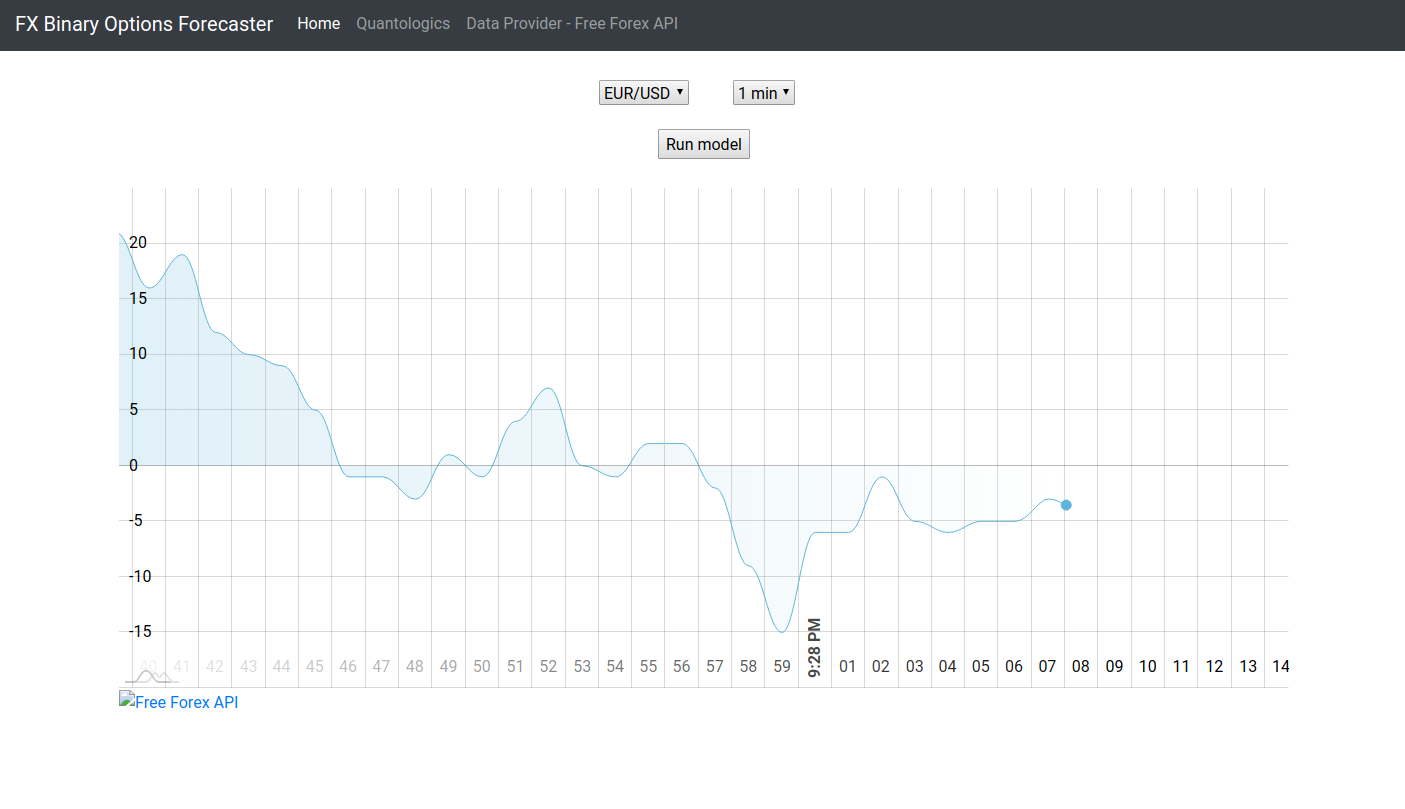 FX Binary Options Forecaster Home Quantologics Data Provider - Free Forex API
EUR/USD 1 min
Run model
20
15
10
5
0
-5
-10
-15
40 41 42 43 44 45 46 47 48 49 50 51 52 53 54 55 56 57 58 59 9:28 PM 01 02 03 04 05 06 07 08 09 10 11 12 13 14
Free Forex API